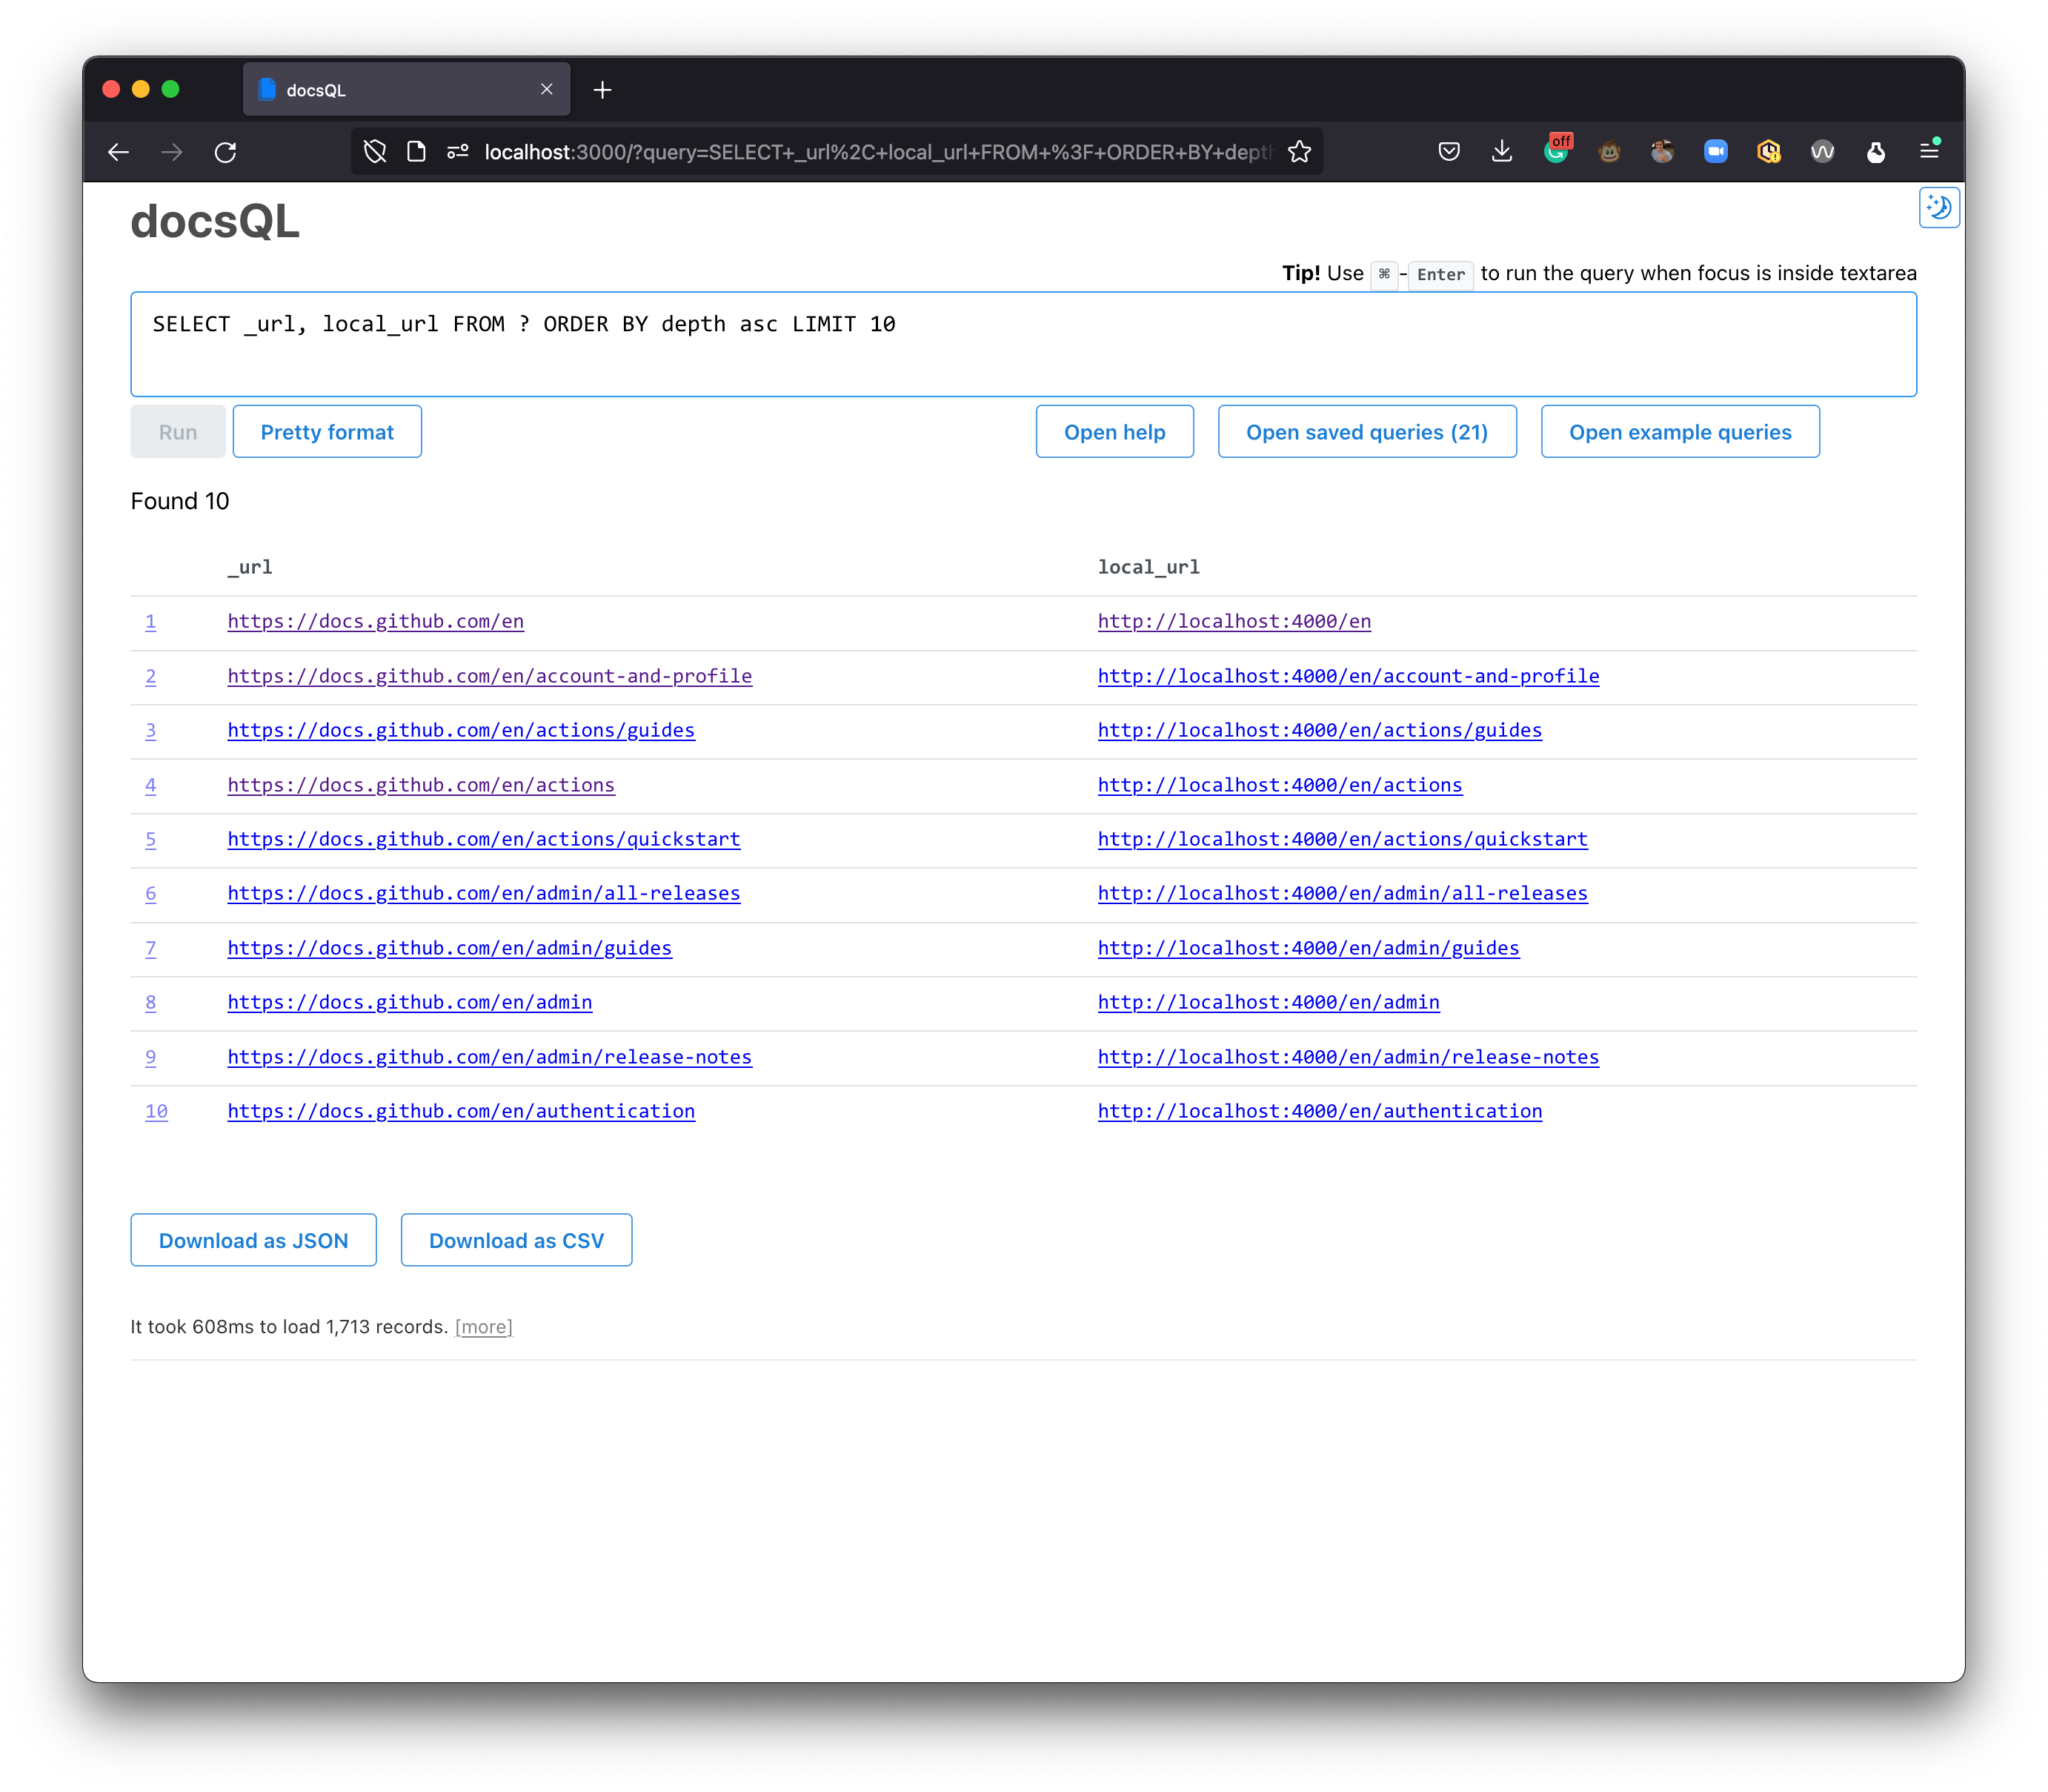 docsQL
localhost:3000/?query=SELECT+_url%2C+local_url+FROM+%3F+ORDER+BY+depth
off
docsQL
Tip! Use ⌘-Enter to run the query when focus is inside textarea
SELECT _url, local_url FROM ? ORDER BY depth asc LIMIT 10
Run Pretty format Open help Open saved queries (21) Open example queries
Found 10
_url local_url
1 https://docs.github.com/en http://localhost:4000/en
2 https://docs.github.com/en/account-and-profile http://localhost:4000/en/account-and-profile
3 https://docs.github.com/en/actions/guides http://localhost:4000/en/actions/guides
4 https://docs.github.com/en/actions http://localhost:4000/en/actions
5 https://docs.github.com/en/actions/quickstart http://localhost:4000/en/actions/quickstart
6 https://docs.github.com/en/admin/all-releases http://localhost:4000/en/admin/all-releases
7 https://docs.github.com/en/admin/guides http://localhost:4000/en/admin/guides
8 https://docs.github.com/en/admin http://localhost:4000/en/admin
9 https://docs.github.com/en/admin/release-notes http://localhost:4000/en/admin/release-notes
10 https://docs.github.com/en/authentication http://localhost:4000/en/authentication
Download as JSON Download as CSV
It took 608ms to load 1,713 records. [more]